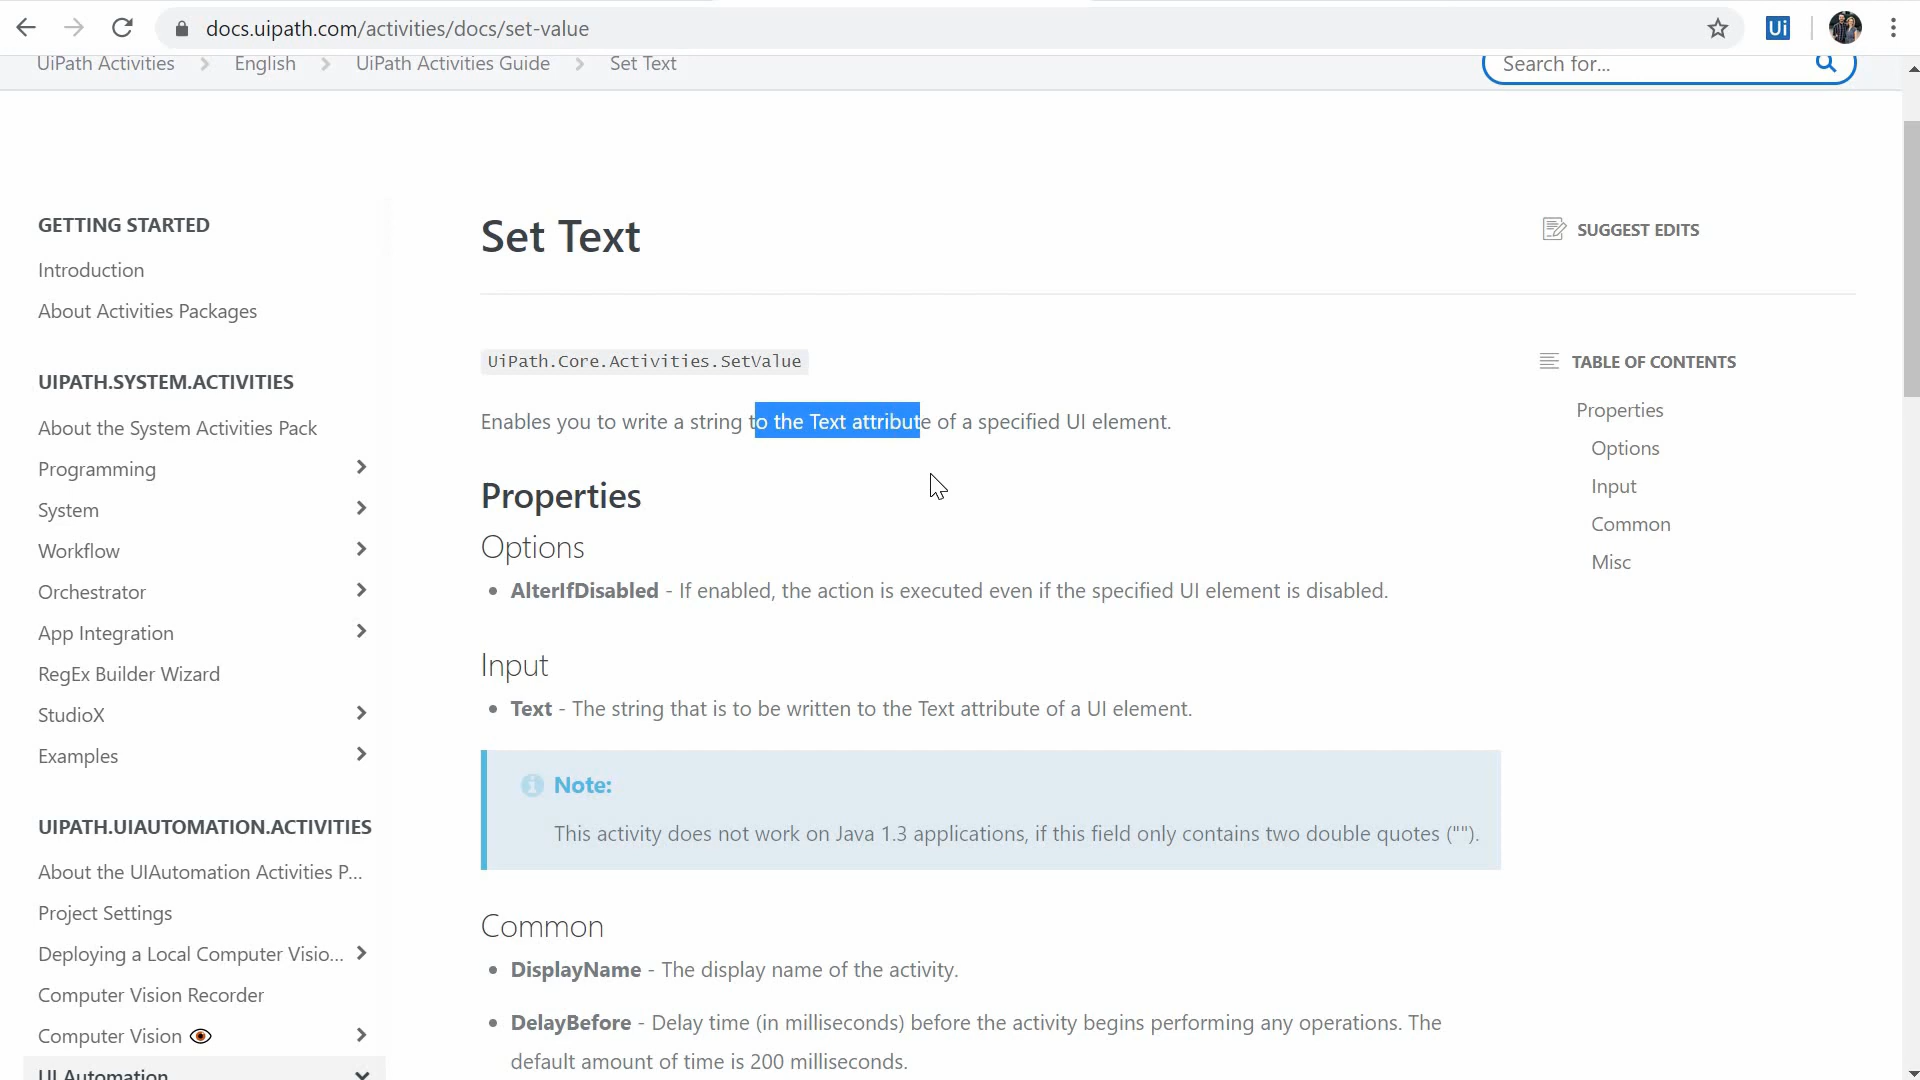 docs.uipath.com/activities/docs/set-value
Ui
UiPath Activities > English > UiPath Activities Guide > Set Text
Search for...
GETTING STARTED
Introduction
About Activities Packages
UIPATH.SYSTEM.ACTIVITIES
About the System Activities Pack
Programming
System
Workflow
Orchestrator
App Integration
RegEx Builder Wizard
StudioX
Examples
UIPATH.UIAUTOMATION.ACTIVITIES
About the UIAutomation Activities P...
Project Settings
Deploying a Local Computer Visio...
Computer Vision Recorder
Computer Vision
UI Automation
Set Text
UiPath.Core.Activities.SetValue
Enables you to write a string to the Text attribute of a specified UI element.
Properties
Options
• AlterIfDisabled - If enabled, the action is executed even if the specified UI element is disabled.
Input
• Text - The string that is to be written to the Text attribute of a UI element.
Note:
This activity does not work on Java 1.3 applications, if this field only contains two double quotes ("").
Common
• DisplayName - The display name of the activity.
• DelayBefore - Delay time (in milliseconds) before the activity begins performing any operations. The
default amount of time is 200 milliseconds.
SUGGEST EDITS
TABLE OF CONTENTS
Properties
Options
Input
Common
Misc